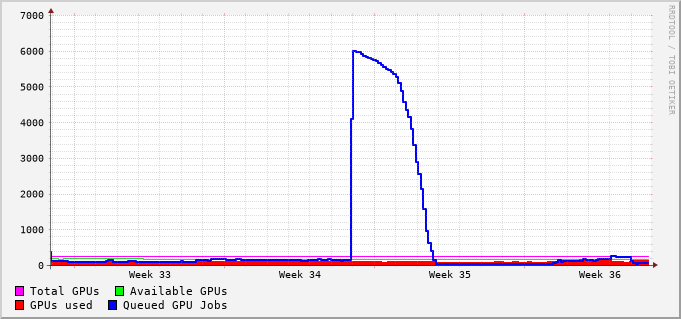 RRDTOOL / TOBI OETIKER
7000
6000
5000
4000
3000
2000
1000
0
Week 33 Week 34 Week 35 Week 36
Total GPUs Available GPUs
GPUs used Queued GPU Jobs